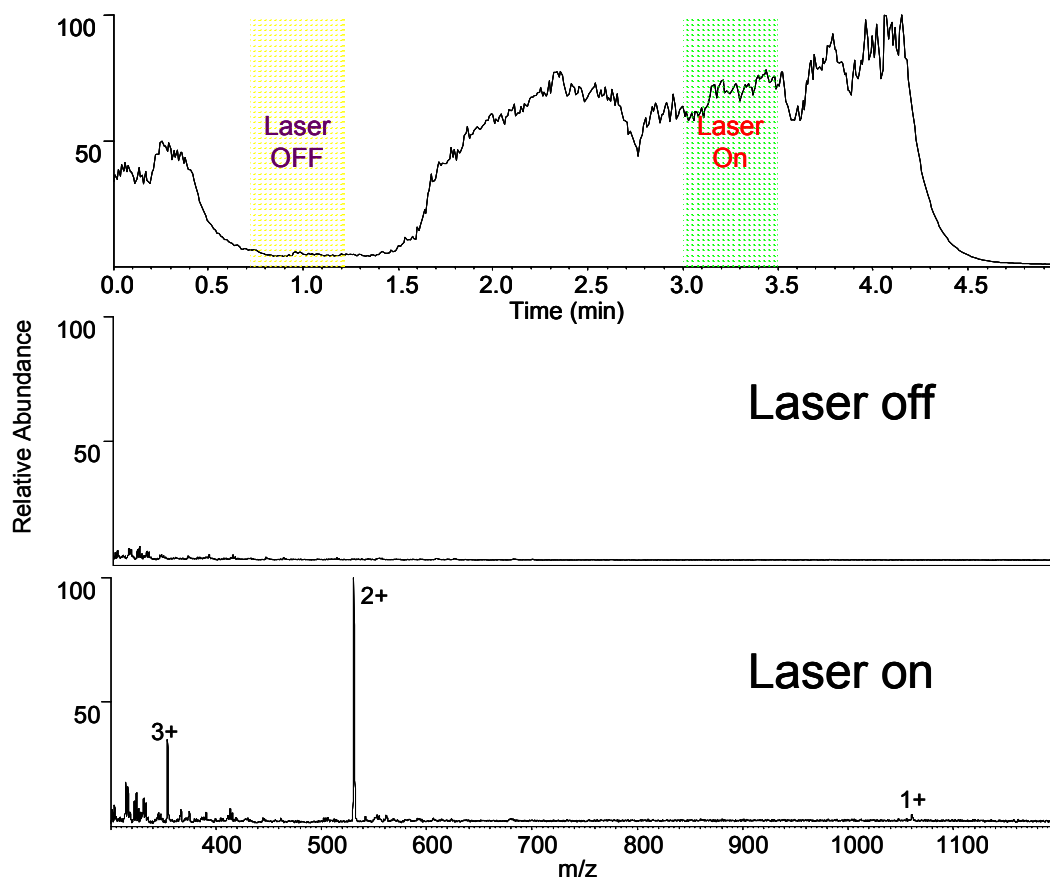 100
50
Laser
OFF
Laser
On
0.0 0.5 1.0 1.5 2.0 2.5 3.0 3.5 4.0 4.5
Time (min)
Relative Abundance
100
50
Laser off
100
50
2+
3+
1+
Laser on
400 500 600 700 800 900 1000 1100
m/z